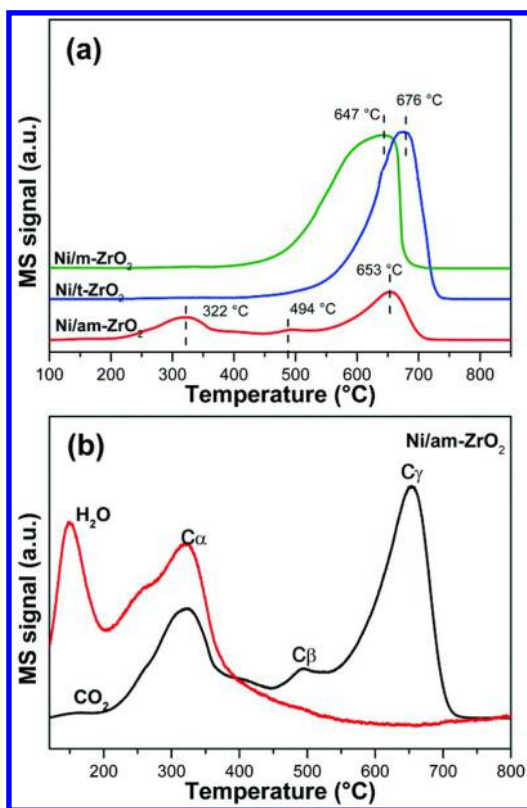 (a)
647 °C
676 °C
Ni/m-ZrO₂
Ni/t-ZrO₂
653 °C
Ni/am-ZrO₂
322 °C
494 °C
MS signal (a.u.)
100 200 300 400 500 600 700 800
Temperature (°C)
(b)
Ni/am-ZrO₂
H₂O
Cα
Cγ
Cβ
CO₂
MS signal (a.u.)
200 300 400 500 600 700 800
Temperature (°C)